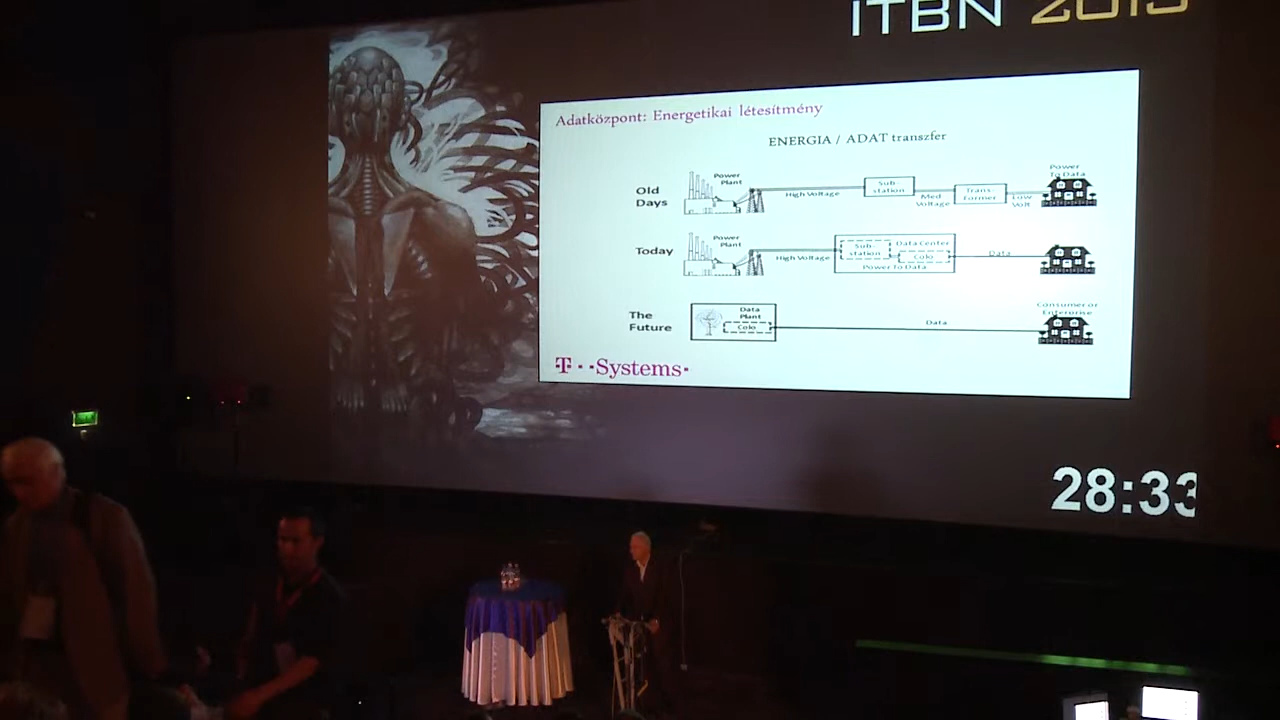 ITBN 2015
Adatközpont: Energetikai létesítmény
ENERGIA / ADAT transzfer
Old
Days
Power
Plant
High Voltage
Sub-
station
Med
Voltage
Trans-
Former
Low
Volt
Power
To Data
Today
Power
Plant
High Voltage
Sub-
station
Data Center
Colo
Power To Data
Data
The
Future
Data
Plant
Colo
Data
Consumer or
Enterprise
T··Systems·
28:33